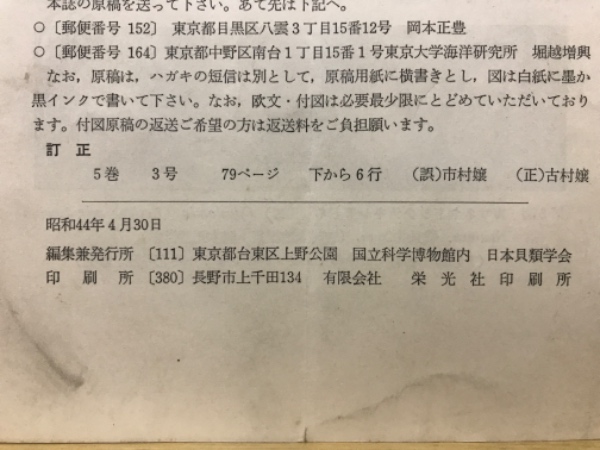 本誌の原稿を送って下さい。あて先は下記へ。
○〔郵便番号 152〕 東京都目黒区八雲3丁目15番12号 岡本正豊
○〔郵便番号 164〕東京都中野区南台1丁目15番1号東京大学海洋研究所 堀越増興
なお，原稿は，ハガキの短信は別として，原稿用紙に横書きとし，図は白紙に墨か
黒インクで書いて下さい。なお，欧文・付図は必要最少限にとどめていただいており
ます。付図原稿の返送ご希望の方は返送料をご負担願います。
訂正
5巻 3号 79ページ 下から6行 （誤）市村嬢 （正）古村嬢
昭和44年4月30日
編集兼発行所 〔111〕東京都台東区上野公園 国立科学博物館内 日本貝類学会
印刷所 〔380〕長野市上千田134 有限会社 栄光社印刷所